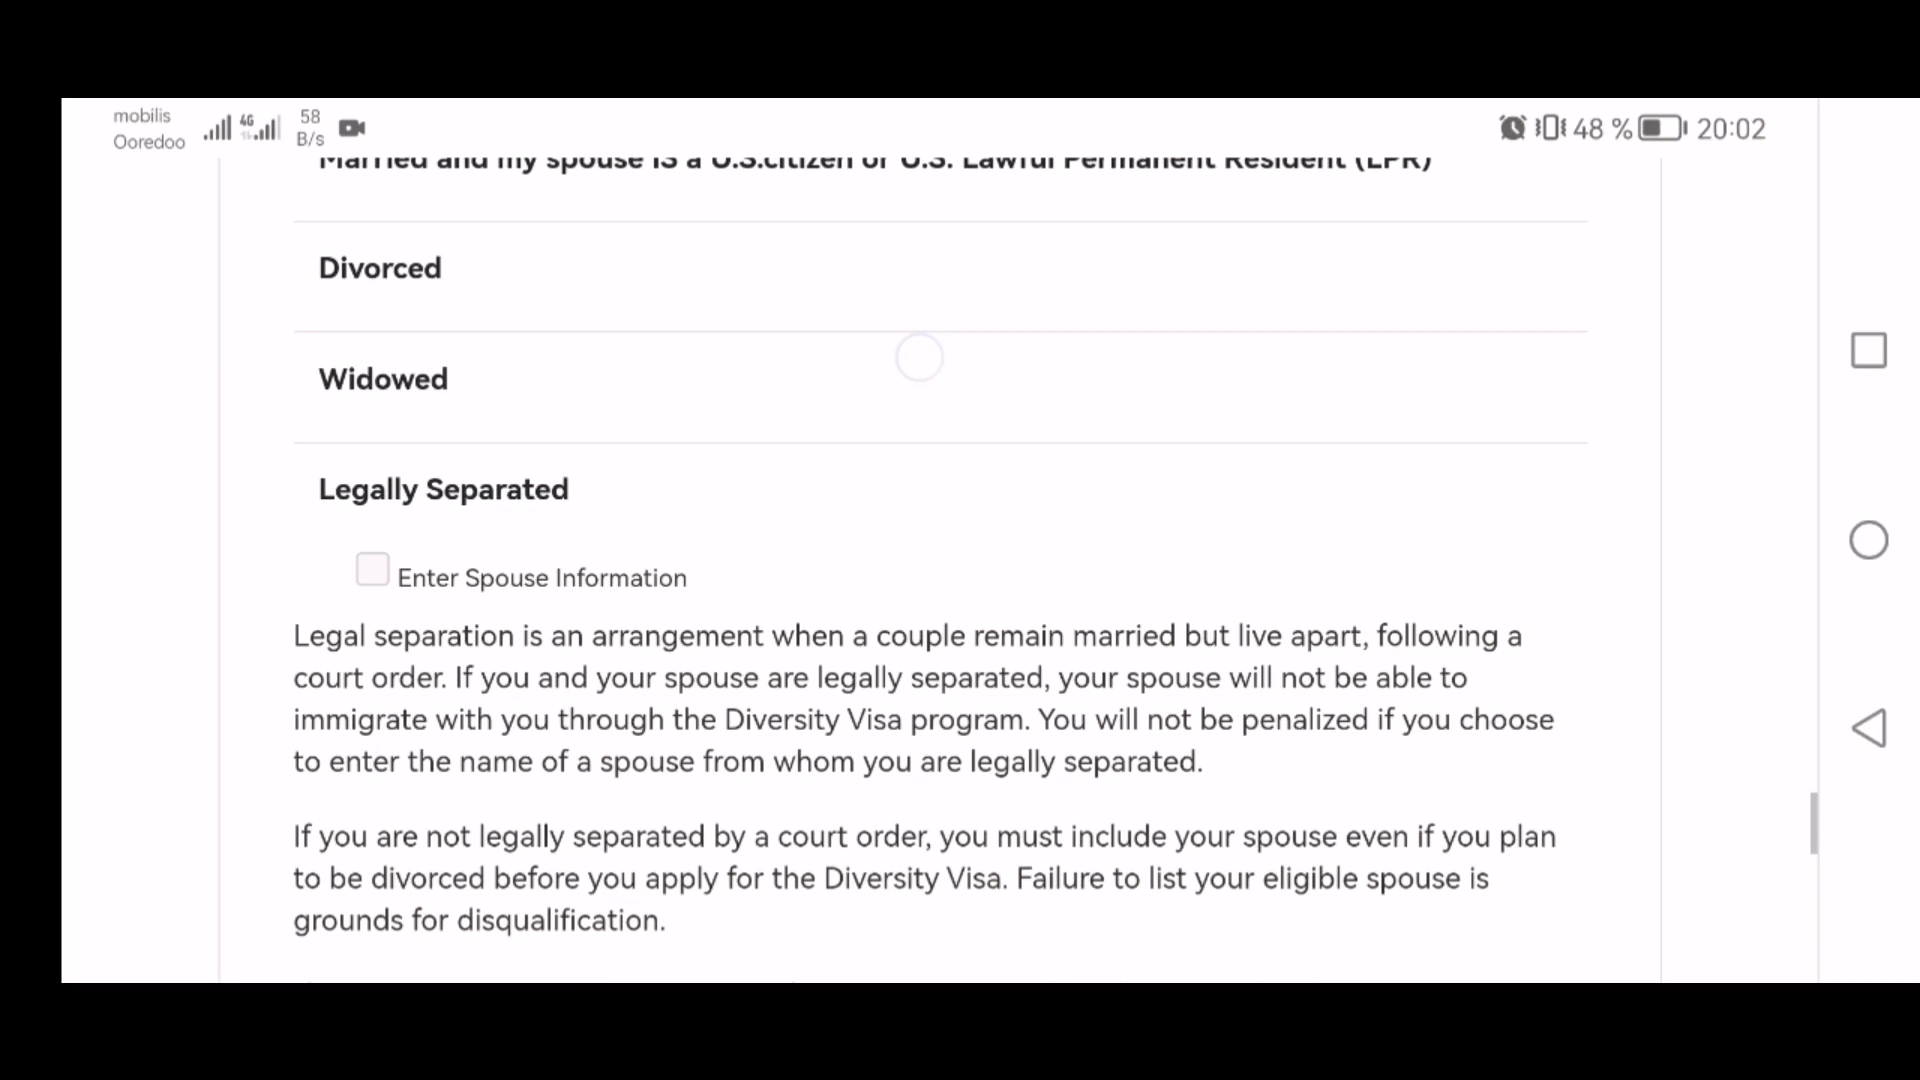 mobilis
Ooredoo
4G
58
B/s
48 %
20:02
Married and my spouse is a U.S.citizen or U.S. Lawful Permanent Resident (LPR)
Divorced
Widowed
Legally Separated
Enter Spouse Information
Legal separation is an arrangement when a couple remain married but live apart, following a
court order. If you and your spouse are legally separated, your spouse will not be able to
immigrate with you through the Diversity Visa program. You will not be penalized if you choose
to enter the name of a spouse from whom you are legally separated.
If you are not legally separated by a court order, you must include your spouse even if you plan
to be divorced before you apply for the Diversity Visa. Failure to list your eligible spouse is
grounds for disqualification.